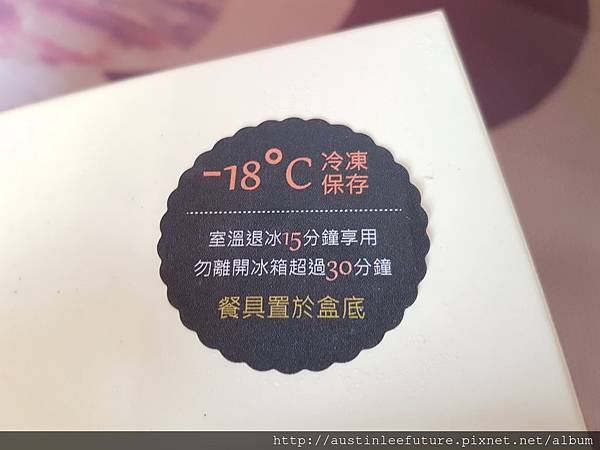 -18°C 冷凍
保存
室溫退冰15分鐘享用
勿離開冰箱超過30分鐘
餐具置於盒底
http://austinleefuture.pixnet.net/album